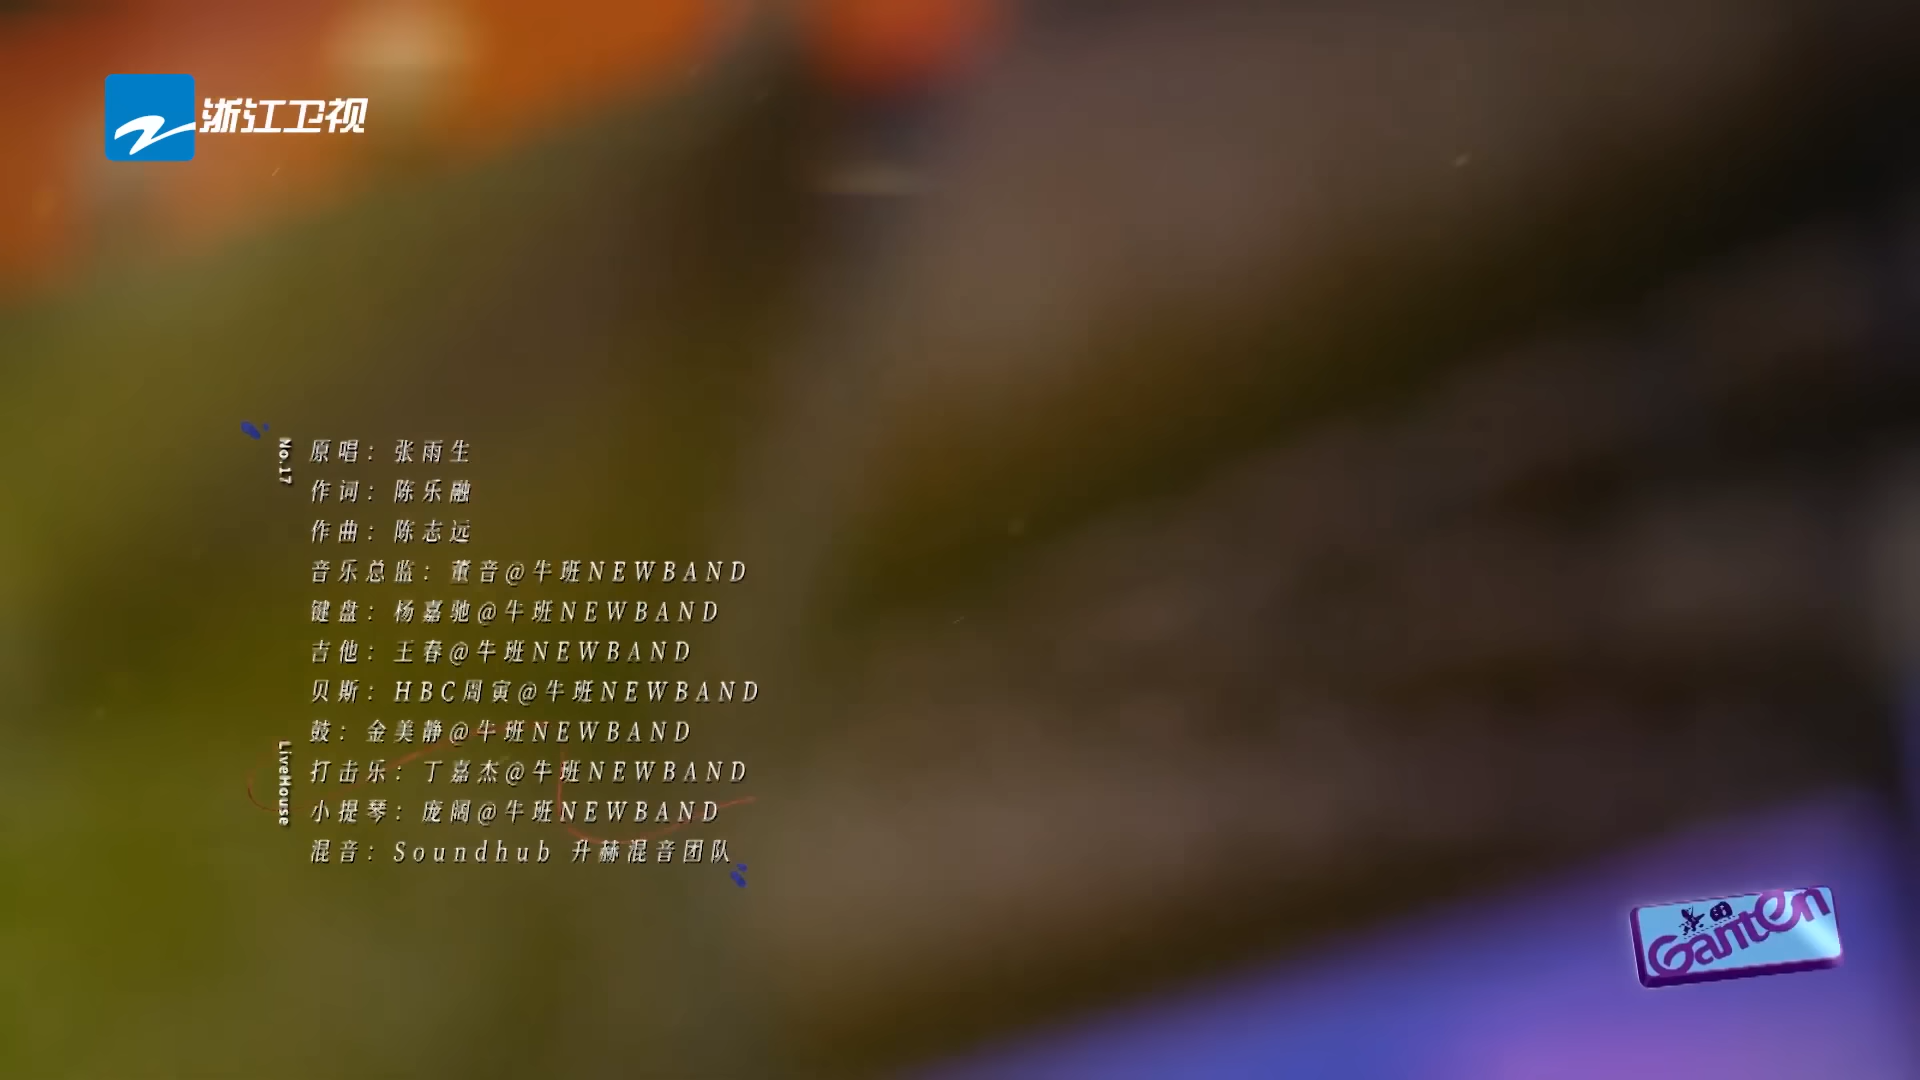 浙江卫视
No.17
原唱：张雨生
作词：陈乐融
作曲：陈志远
音乐总监：董音@牛班NEWBAND
键盘：杨嘉驰@牛班NEWBAND
吉他：王春@牛班NEWBAND
贝斯：HBC周寅@牛班NEWBAND
鼓：金美静@牛班NEWBAND
打击乐：丁嘉杰@牛班NEWBAND
小提琴：庞阔@牛班NEWBAND
混音：Soundhub 升赫混音团队
LiveHouse
Ganten